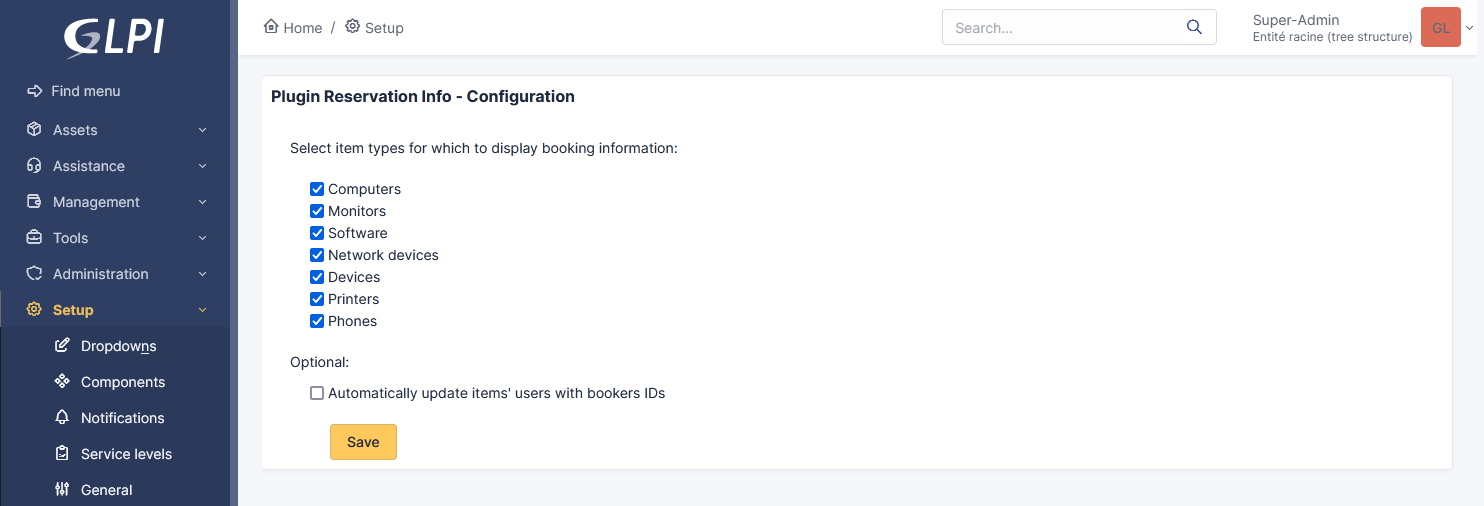 GLPI
Home / Setup
Search...
Super-Admin
Entité racine (tree structure)
GL
Find menu
Assets
Assistance
Management
Tools
Administration
Setup
Dropdowns
Components
Notifications
Service levels
General
Plugin Reservation Info - Configuration
Select item types for which to display booking information:
Computers
Monitors
Software
Network devices
Devices
Printers
Phones
Optional:
Automatically update items' users with bookers IDs
Save